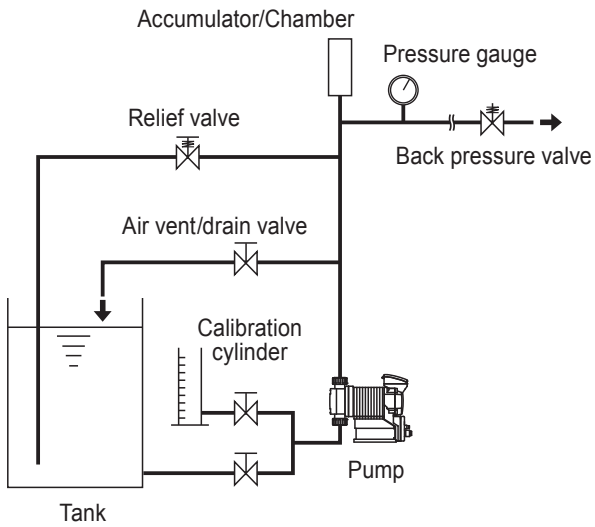 Accumulator/Chamber
Pressure gauge
Relief valve
Back pressure valve
Air vent/drain valve
Calibration
cylinder
Pump
Tank